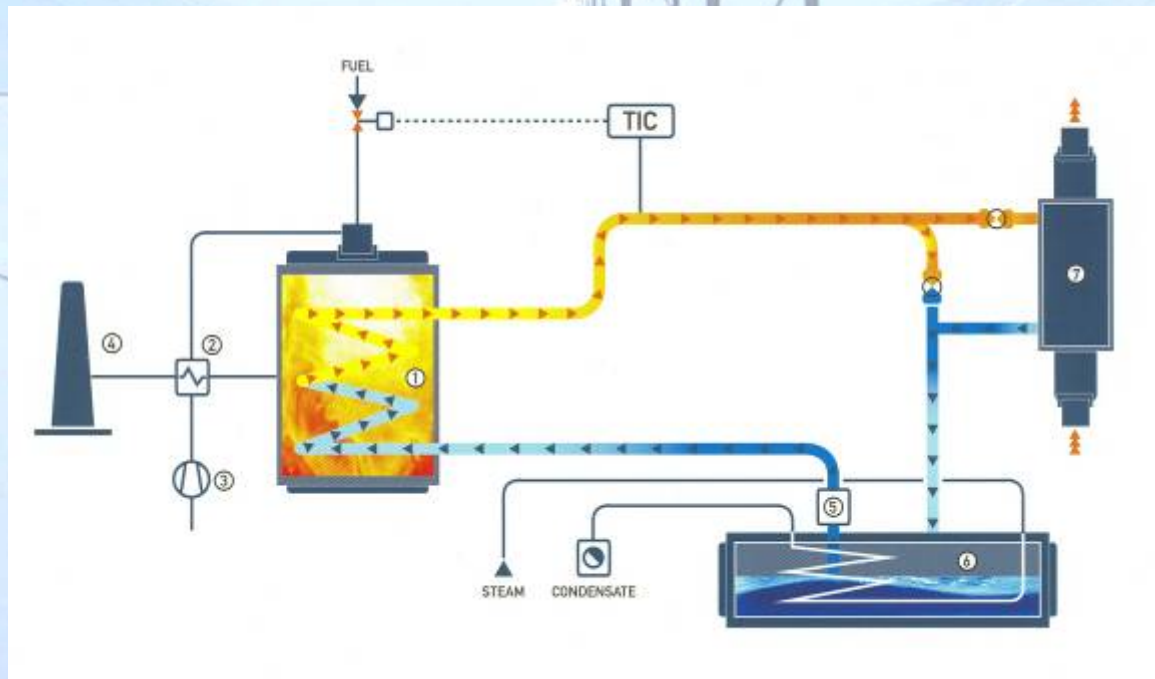 FUEL
TIC
④
②
①
⑦
③
⑤
⑥
STEAM
CONDENSATE